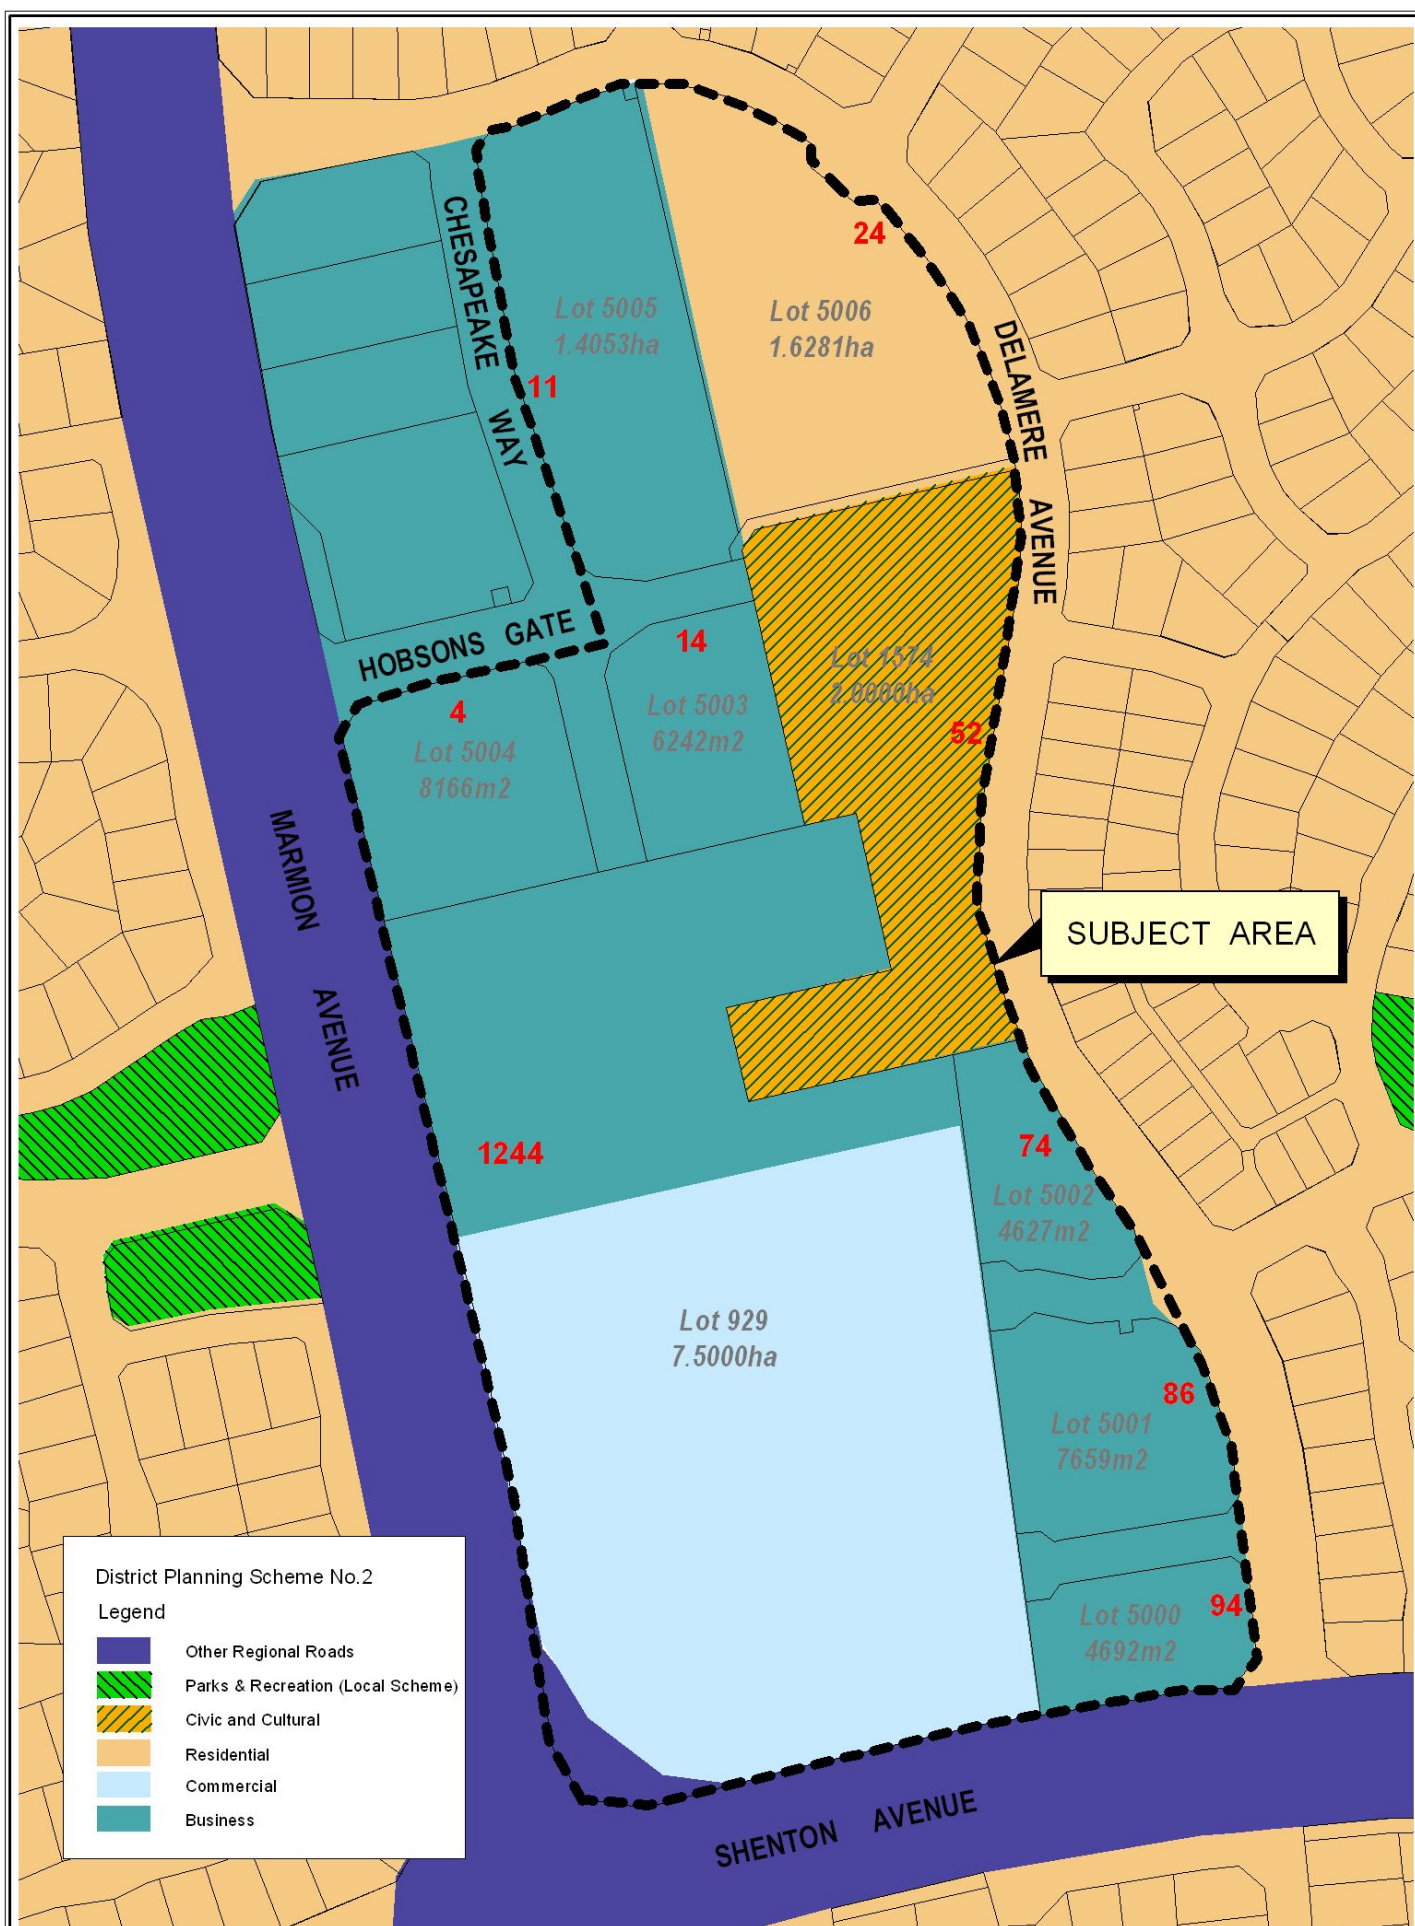 24
CHESAPEAKE WAY
Lot 5005
1.4053ha
Lot 5006
1.6281ha
DELAMERE AVENUE
11
HOBSONS GATE
14
Lot 5003
6242m2
Lot 1574
2.0000ha
52
4
Lot 5004
8166m2
MARMION AVENUE
SUBJECT AREA
1244
74
Lot 5002
4627m2
Lot 929
7.5000ha
86
Lot 5001
7659m2
94
Lot 5000
4692m2
SHENTON AVENUE
District Planning Scheme No.2
Legend
Other Regional Roads
Parks & Recreation (Local Scheme)
Civic and Cultural
Residential
Commercial
Business